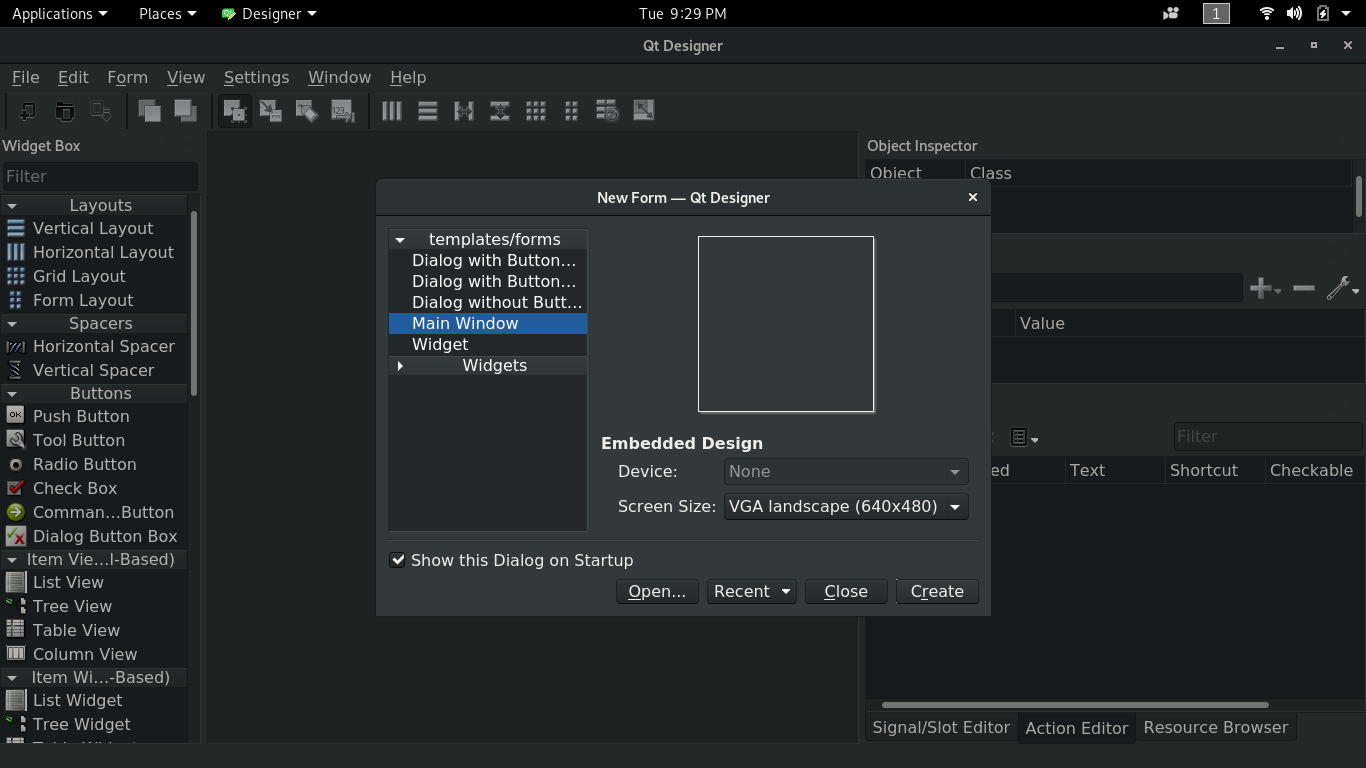 Applications Places Designer Tue 9:29 PM 1
Qt Designer
File Edit Form View Settings Window Help
123
Widget Box
Filter
Layouts
Vertical Layout
Horizontal Layout
Grid Layout
Form Layout
Spacers
Horizontal Spacer
Vertical Spacer
Buttons
OK Push Button
Tool Button
Radio Button
Check Box
Comman...Button
Dialog Button Box
Item Vie...l-Based)
List View
Tree View
Table View
Column View
Item Wi...-Based)
List Widget
Tree Widget
New Form — Qt Designer
templates/forms
Dialog with Button...
Dialog with Button...
Dialog without Butt...
Main Window
Widget
Widgets
Embedded Design
Device: None
Screen Size: VGA landscape (640x480)
Show this Dialog on Startup
Open... Recent Close Create
Object Inspector
Object Class
Value
Filter
ed Text Shortcut Checkable
Signal/Slot Editor Action Editor Resource Browser